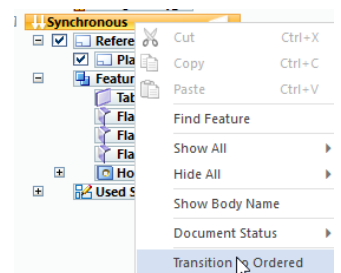 Synchronous
Refere
Cut Ctrl+X
Pla
Copy Ctrl+C
Featur
Paste Ctrl+V
Tab
Fla
Find Feature
Fla
Show All
Fla
Hide All
Ho
Used S
Show Body Name
Document Status
Transition to Ordered